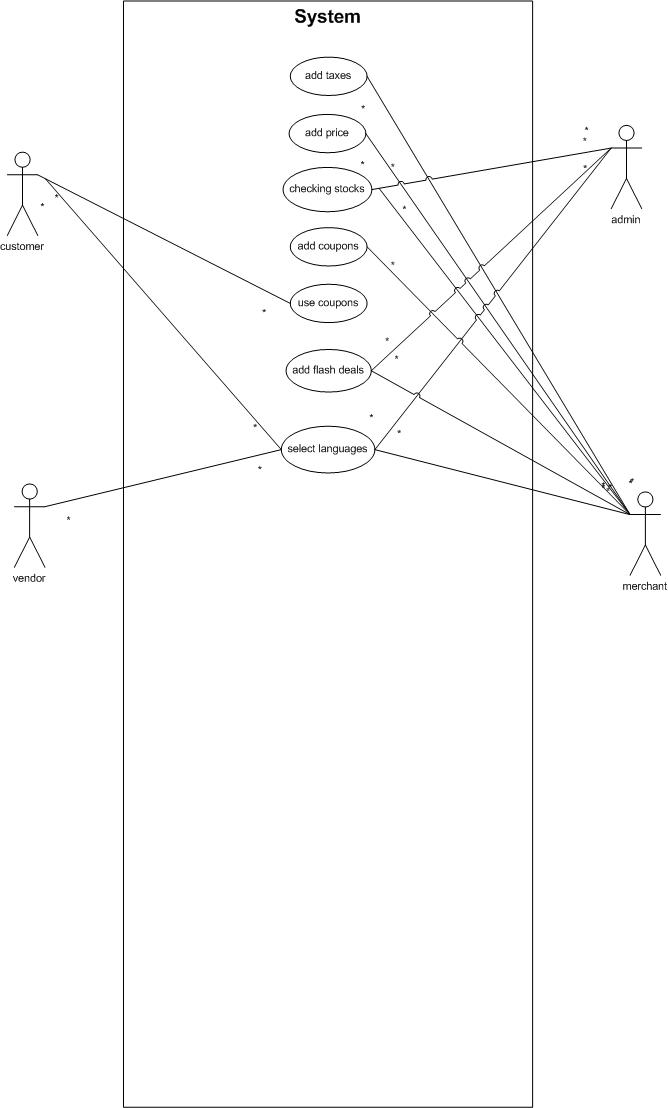 System
add taxes
add price
checking stocks
add coupons
use coupons
add flash deals
select languages
customer
vendor
admin
merchant